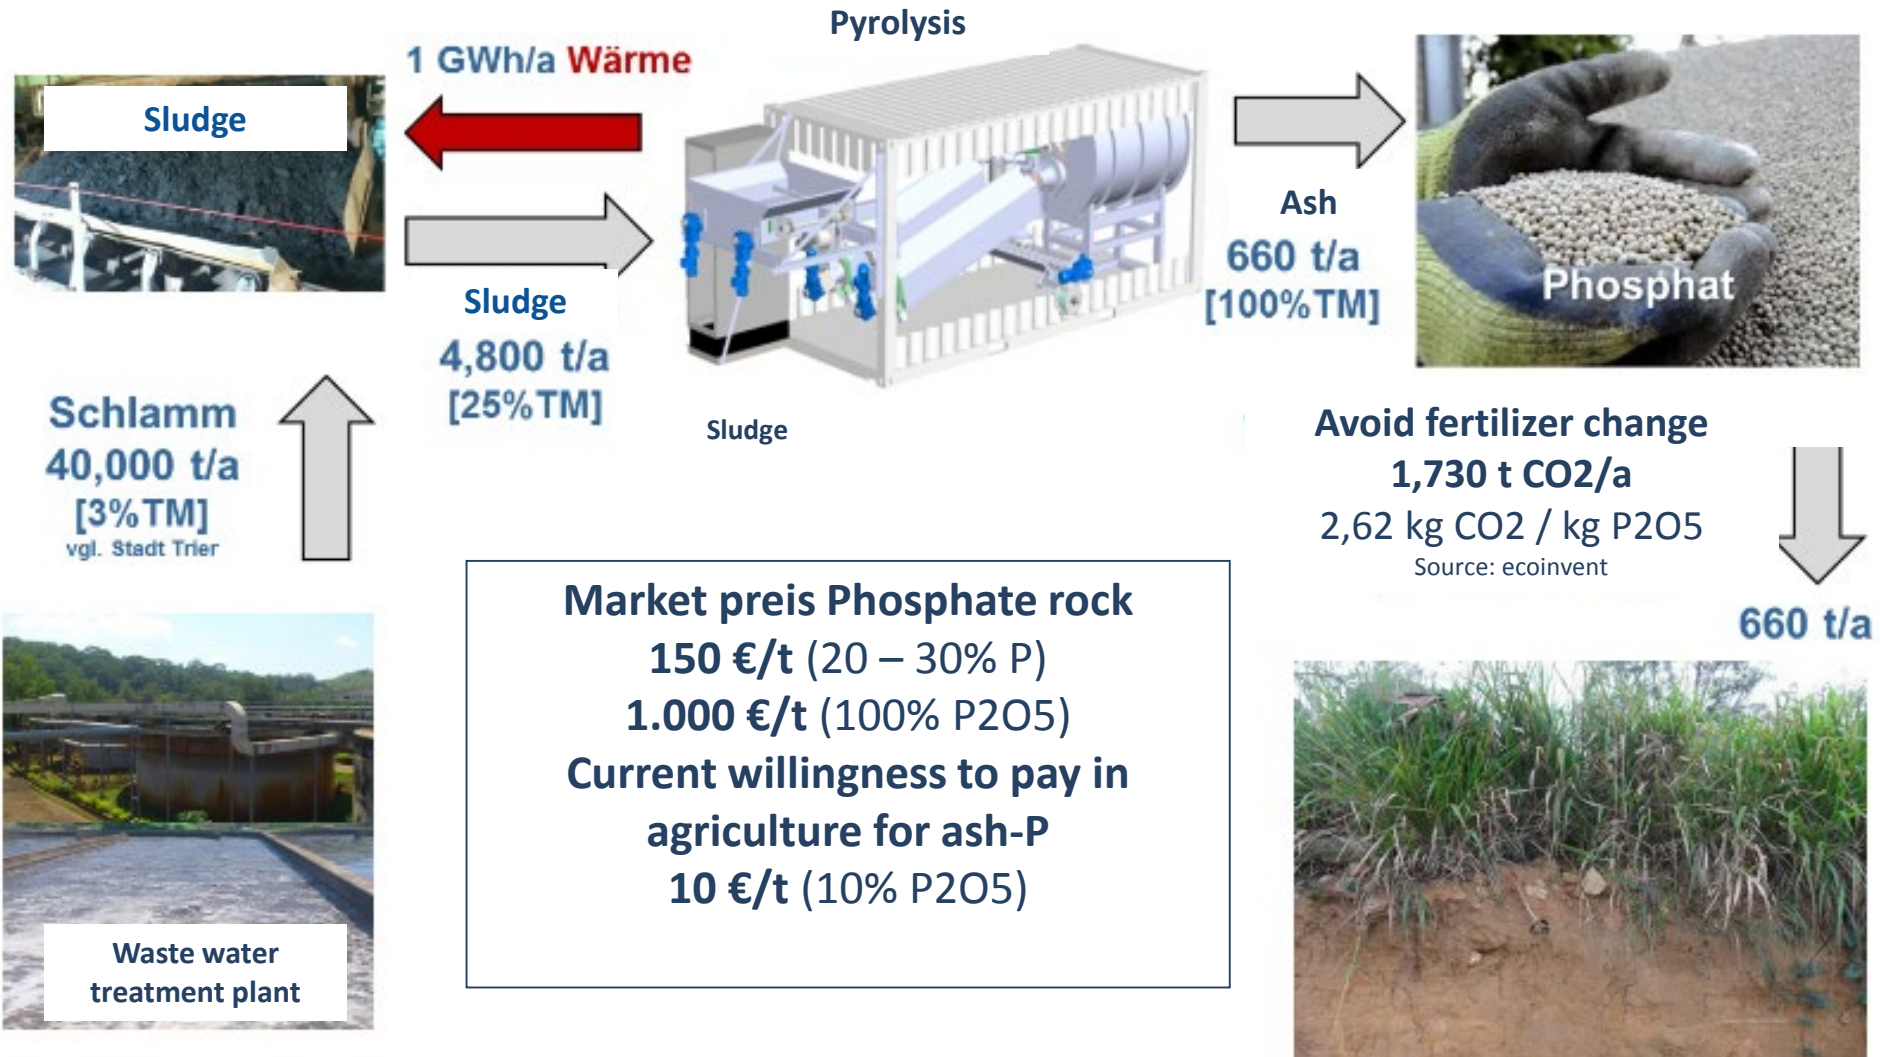 Pyrolysis
1 GWh/a Wärme
Sludge
Sludge
4,800 t/a
[25%TM]
Schlamm
40,000 t/a
[3%TM]
vgl. Stadt Trier
Waste water
treatment plant
Sludge
Ash
660 t/a
[100%TM]
Phosphat
Avoid fertilizer change
1,730 t CO2/a
2,62 kg CO2 / kg P2O5
Source: ecoinvent
660 t/a
Market preis Phosphate rock
150 €/t (20 – 30% P)
1.000 €/t (100% P2O5)
Current willingness to pay in
agriculture for ash-P
10 €/t (10% P2O5)